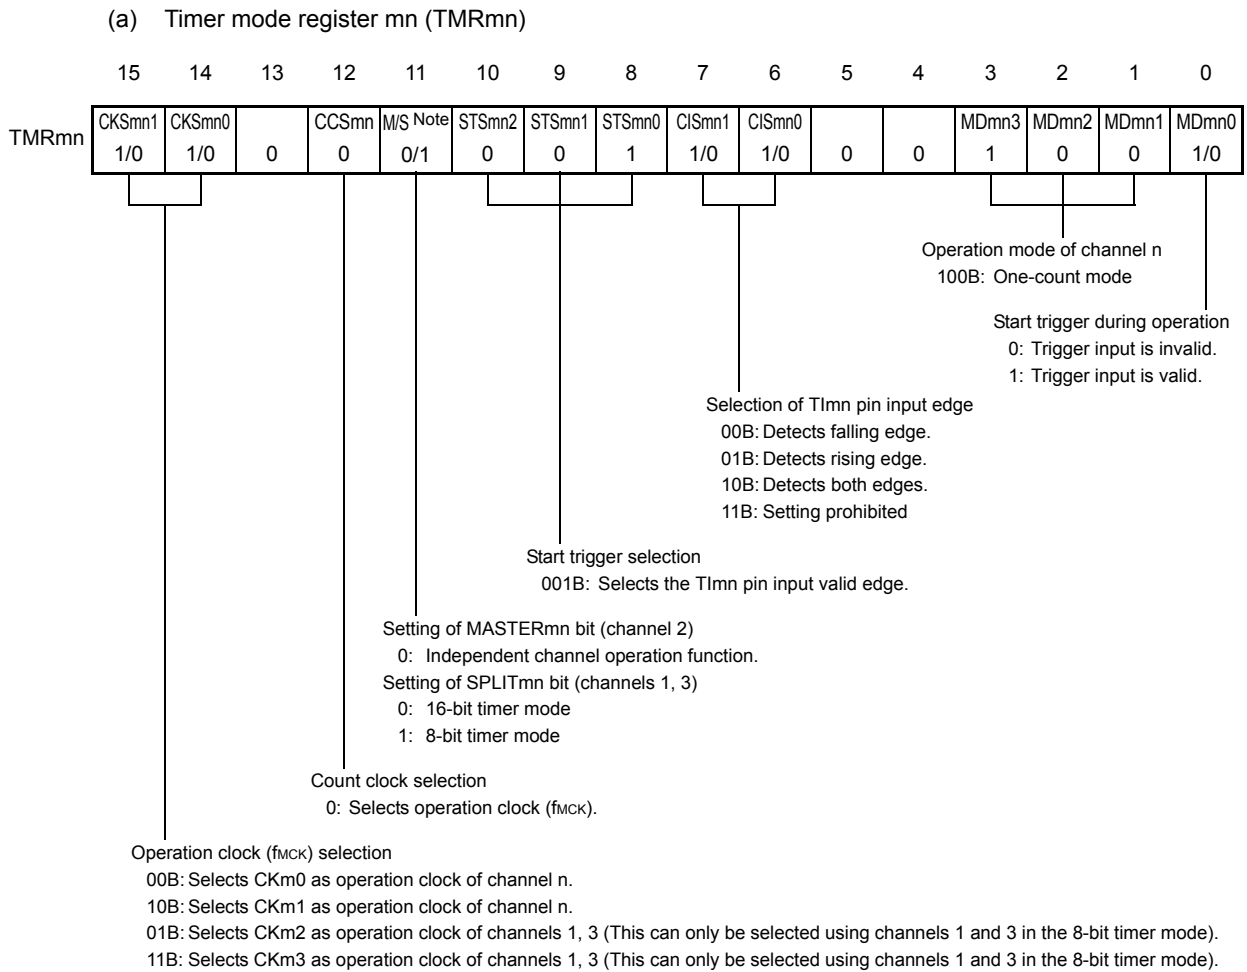 (a) Timer mode register mn (TMRmn)
15 14 13 12 11 10 9 8 7 6 5 4 3 2 1 0
TMRmn CKSmn1 CKSmn0 CCSmn M/S Note STSmn2 STSmn1 STSmn0 CISmn1 CISmn0 MDmn3 MDmn2 MDmn1 MDmn0
1/0 1/0 0 0 0/1 0 0 1 1/0 1/0 0 0 1 0 0 1/0
Operation mode of channel n
100B: One-count mode
Start trigger during operation
0: Trigger input is invalid.
1: Trigger input is valid.
Selection of TImn pin input edge
00B: Detects falling edge.
01B: Detects rising edge.
10B: Detects both edges.
11B: Setting prohibited
Start trigger selection
001B: Selects the TImn pin input valid edge.
Setting of MASTERmn bit (channel 2)
0: Independent channel operation function.
Setting of SPLITmn bit (channels 1, 3)
0: 16-bit timer mode
1: 8-bit timer mode
Count clock selection
0: Selects operation clock (fMCK).
Operation clock (fMCK) selection
00B: Selects CKm0 as operation clock of channel n.
10B: Selects CKm1 as operation clock of channel n.
01B: Selects CKm2 as operation clock of channels 1, 3 (This can only be selected using channels 1 and 3 in the 8-bit timer mode).
11B: Selects CKm3 as operation clock of channels 1, 3 (This can only be selected using channels 1 and 3 in the 8-bit timer mode).